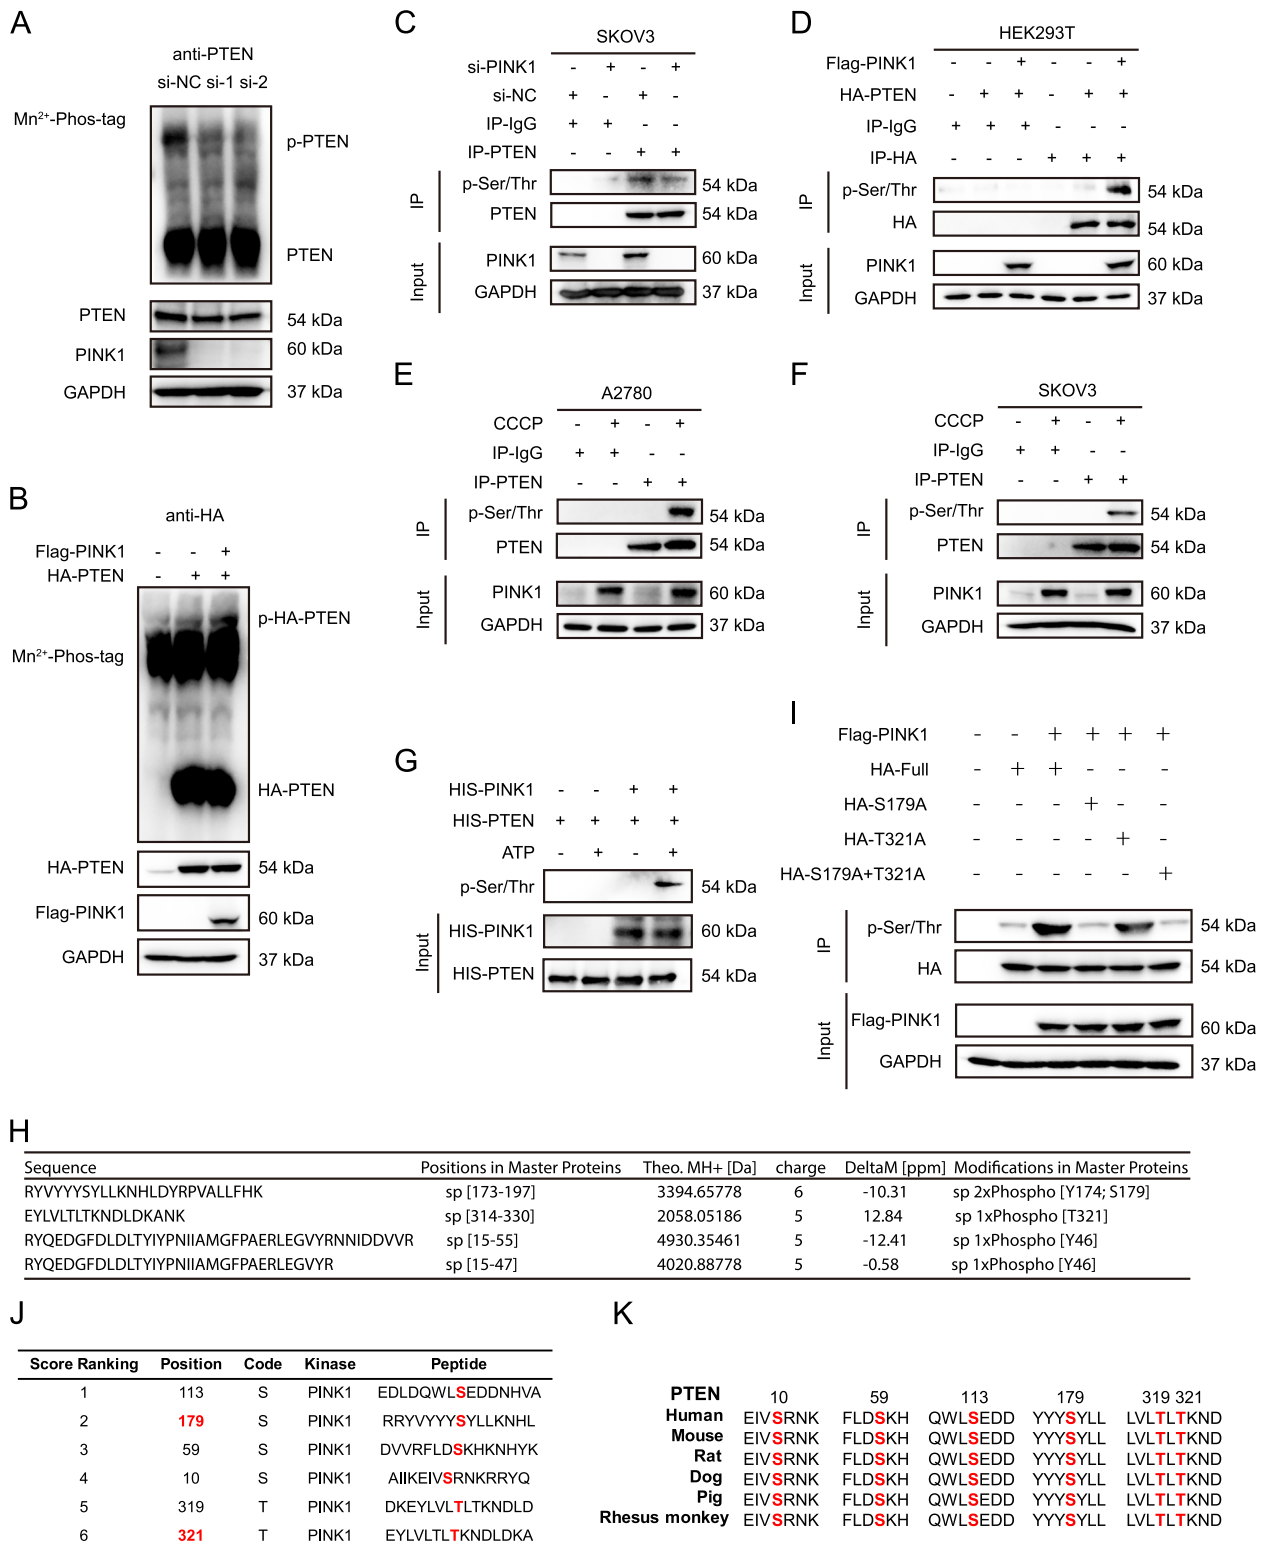 A
anti-PTEN
si-NC si-1 si-2
Mn²⁺-Phos-tag
p-PTEN
PTEN
PTEN
54 kDa
PINK1
60 kDa
GAPDH
37 kDa
B
anti-HA
Flag-PINK1 - - +
HA-PTEN - + +
p-HA-PTEN
Mn²⁺-Phos-tag
HA-PTEN
HA-PTEN
54 kDa
Flag-PINK1
60 kDa
GAPDH
37 kDa
C
SKOV3
si-PINK1 - + - +
si-NC + - + -
IP-IgG + + - -
IP-PTEN - - + +
IP
p-Ser/Thr
54 kDa
PTEN
54 kDa
Input
PINK1
60 kDa
GAPDH
37 kDa
D
HEK293T
Flag-PINK1 - - + - - +
HA-PTEN - + + - + +
IP-IgG + + + - - -
IP-HA - - - + + +
IP
p-Ser/Thr
54 kDa
HA
54 kDa
Input
PINK1
60 kDa
GAPDH
37 kDa
E
A2780
CCCP - + - +
IP-IgG + + - -
IP-PTEN - - + +
IP
p-Ser/Thr
54 kDa
PTEN
54 kDa
Input
PINK1
60 kDa
GAPDH
37 kDa
F
SKOV3
CCCP - + - +
IP-IgG + + - -
IP-PTEN - - + +
IP
p-Ser/Thr
54 kDa
PTEN
54 kDa
Input
PINK1
60 kDa
GAPDH
37 kDa
G
HIS-PINK1 - - + +
HIS-PTEN + + + +
ATP - + - +
p-Ser/Thr
54 kDa
Input
HIS-PINK1
60 kDa
HIS-PTEN
54 kDa
I
Flag-PINK1 - - + + + +
HA-Full - + + - - -
HA-S179A - - - + - -
HA-T321A - - - - + -
HA-S179A+T321A - - - - - +
IP
p-Ser/Thr
54 kDa
HA
54 kDa
Input
Flag-PINK1
60 kDa
GAPDH
37 kDa
H
Sequence Positions in Master Proteins Theo. MH+ [Da] charge DeltaM [ppm] Modifications in Master Proteins
RYVYYYSYLLKNHLDYRPVALLFHK sp [173-197] 3394.65778 6 -10.31 sp 2xPhospho [Y174; S179]
EYLVLTLTKNDLDKANK sp [314-330] 2058.05186 5 12.84 sp 1xPhospho [T321]
RYQEDGFDLDLTYIYPNIIAMGFPAERLEGVYRNNIDDVVR sp [15-55] 4930.35461 5 -12.41 sp 1xPhospho [Y46]
RYQEDGFDLDLTYIYPNIIAMGFPAERLEGVYR sp [15-47] 4020.88778 5 -0.58 sp 1xPhospho [Y46]
J
Score Ranking Position Code Kinase Peptide
1 113 S PINK1 EDLDQWLSEDDNHVA
2 179 S PINK1 RRYVYYYSYLLKNHL
3 59 S PINK1 DVVRFLDSKHKNHYK
4 10 S PINK1 AIIKEIVSRNKRRYQ
5 319 T PINK1 DKEYLVLTLTKNDLD
6 321 T PINK1 EYLVLTLTKNDLDKA
K
PTEN 10 59 113 179 319 321
Human EIVSRNK FLDSKH QWLSEDD YYYSYLL LVLTLTKND
Mouse EIVSRNK FLDSKH QWLSEDD YYYSYLL LVLTLTKND
Rat EIVSRNK FLDSKH QWLSEDD YYYSYLL LVLTLTKND
Dog EIVSRNK FLDSKH QWLSEDD YYYSYLL LVLTLTKND
Pig EIVSRNK FLDSKH QWLSEDD YYYSYLL LVLTLTKND
Rhesus monkey EIVSRNK FLDSKH QWLSEDD YYYSYLL LVLTLTKND